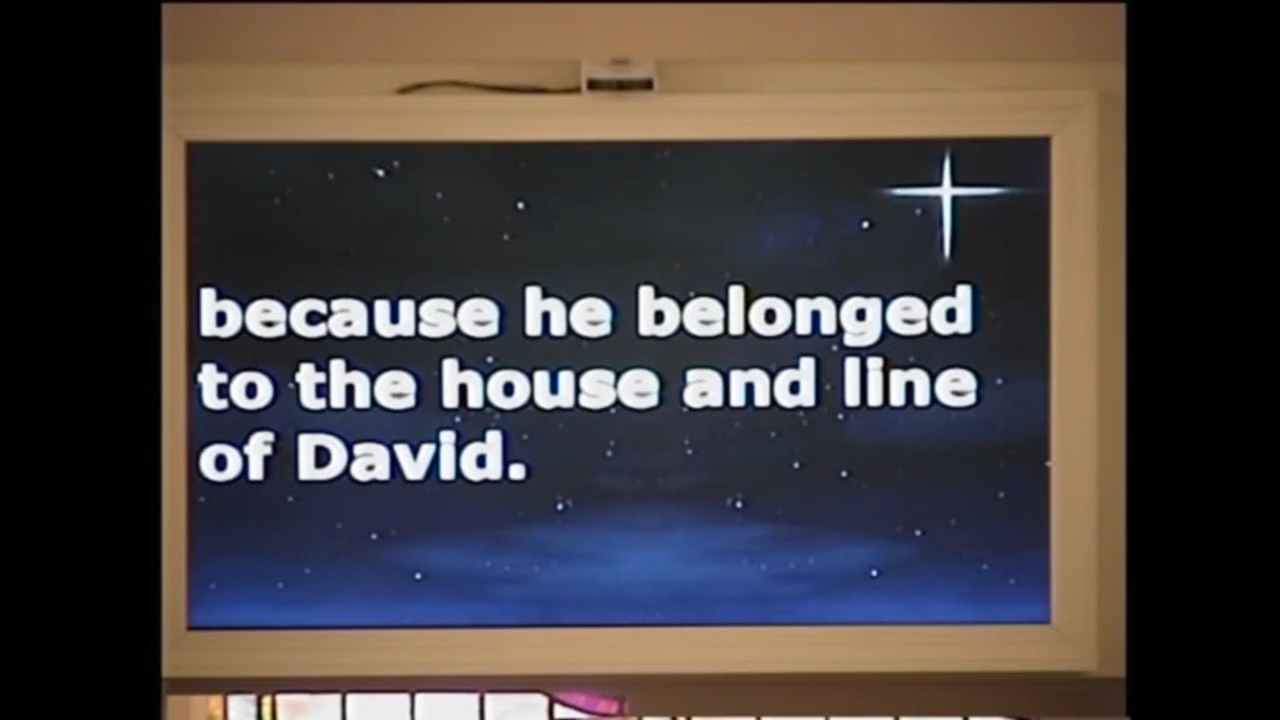 because he belonged
to the house and line
of David.